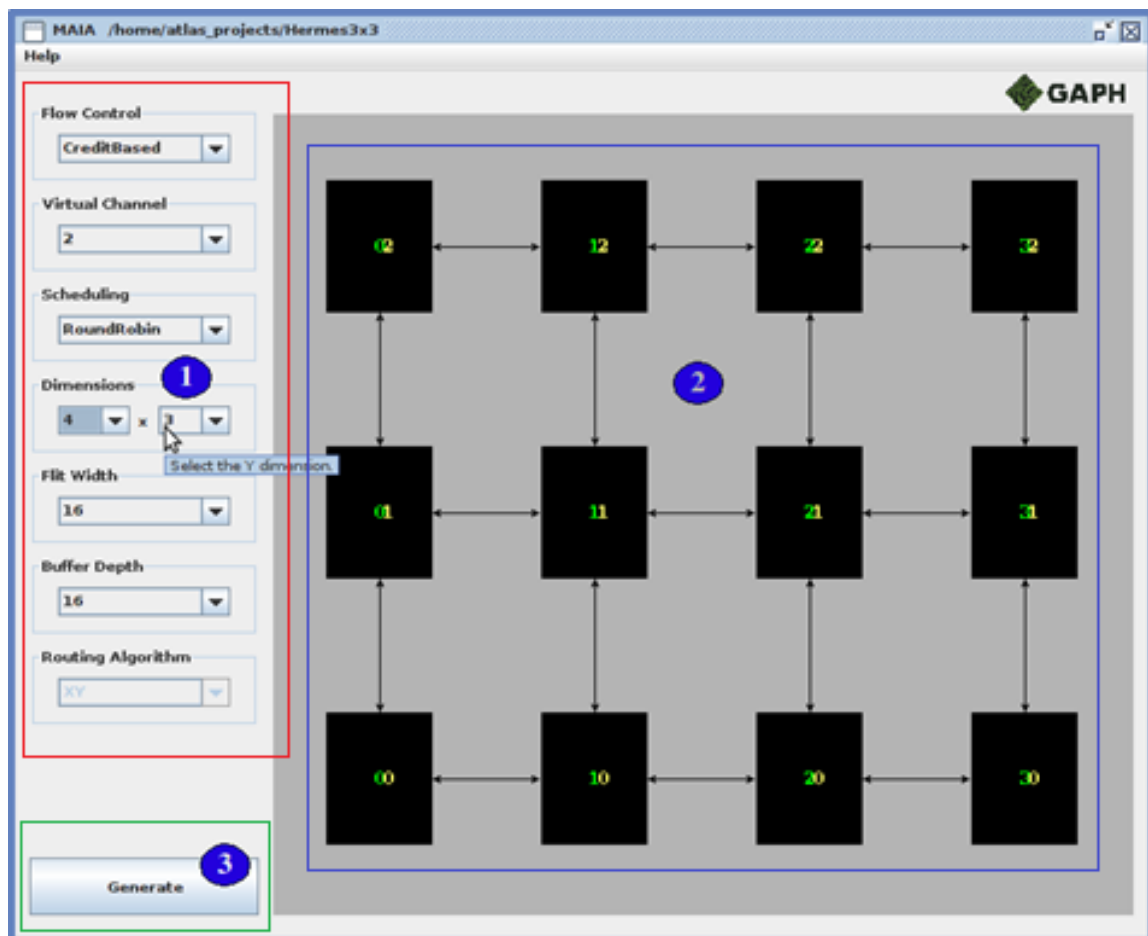 MAIA /home/atlas_projects/Hermes3x3
Help
GAPH
Flow Control
CreditBased
Virtual Channel
2
Scheduling
RoundRobin
1
Dimensions
4 x 3
Select the Y dimension.
Flit Width
16
Buffer Depth
16
Routing Algorithm
XY
3
Generate
02 12 22 32
2
01 11 21 31
00 10 20 30